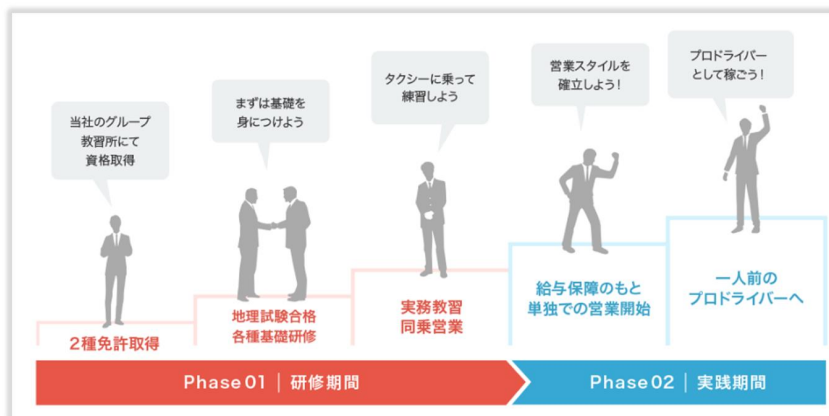 当社のグループ
教習所にて
資格取得
まずは基礎を
身につけよう
タクシーに乗って
練習しよう
営業スタイルを
確立しよう！
プロドライバー
として稼ごう！
2種免許取得
地理試験合格
各種基礎研修
実務教習
同乗営業
給与保障のもと
単独での営業開始
一人前の
プロドライバーへ
Phase01｜研修期間
Phase02｜実践期間